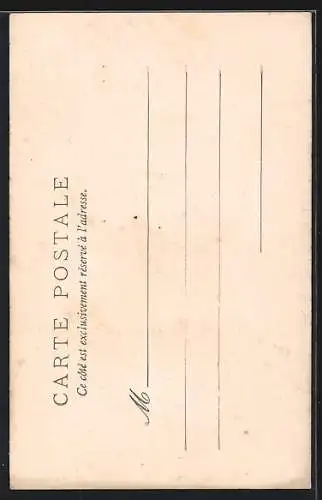 CARTE POSTALE
Ce côté est exclusivement réservé à l'adresse.
M